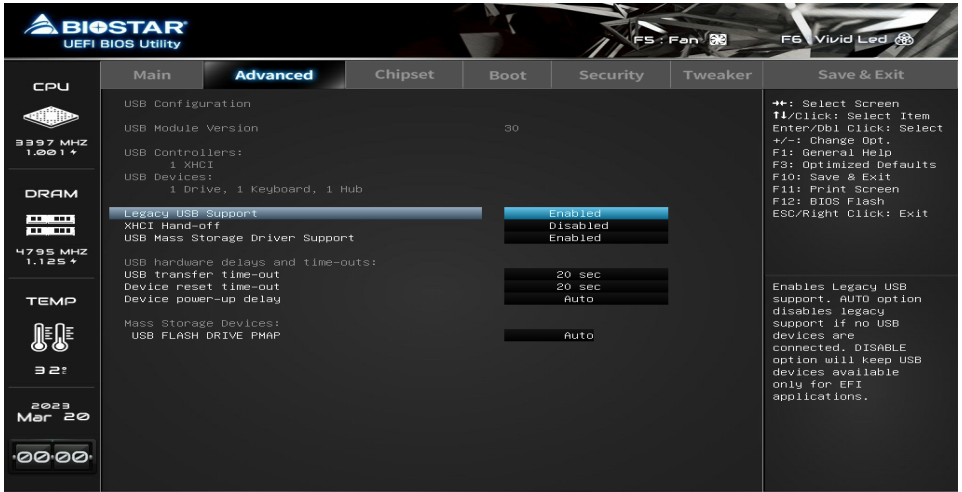 BIOSTAR®
UEFI BIOS Utility
F5 : Fan
F6 : Vivid Led
Main Advanced Chipset Boot Security Tweaker Save & Exit
CPU
3397 MHZ
1.001
DRAM
4795 MHZ
1.125
TEMP
32°
2023
Mar 20
00:00
USB Configuration
USB Module Version 30
USB Controllers:
1 XHCI
USB Devices:
1 Drive, 1 Keyboard, 1 Hub
Legacy USB Support Enabled
XHCI Hand-off Disabled
USB Mass Storage Driver Support Enabled
USB hardware delays and time-outs:
USB transfer time-out 20 sec
Device reset time-out 20 sec
Device power-up delay Auto
Mass Storage Devices:
USB FLASH DRIVE PMAP Auto
→←: Select Screen
↑↓/Click: Select Item
Enter/Dbl Click: Select
+/-: Change Opt.
F1: General Help
F3: Optimized Defaults
F10: Save & Exit
F11: Print Screen
F12: BIOS Flash
ESC/Right Click: Exit
Enables Legacy USB
support. AUTO option
disables legacy
support if no USB
devices are
connected. DISABLE
option will keep USB
devices available
only for EFI
applications.